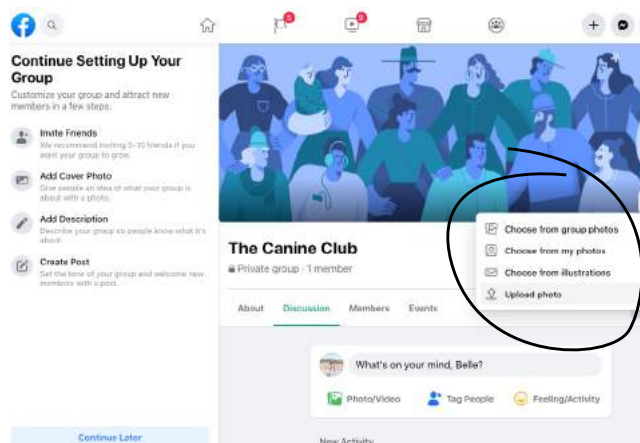 5
9
Continue Setting Up Your
Group
Customize your group and attract new
members in a few steps.
Invite Friends
We recommend inviting 5-10 friends if you
want your group to grow.
Add Cover Photo
Give people an idea of what your group is
about with a photo.
Add Description
Describe your group so people know what it's
about.
Create Post
Set the tone of your group and welcome new
members with a post.
Continue Later
The Canine Club
Private group · 1 member
About Discussion Members Events
Choose from group photos
Choose from my photos
Choose from illustrations
Upload photo
What's on your mind, Belle?
Photo/Video Tag People Feeling/Activity
New Activity